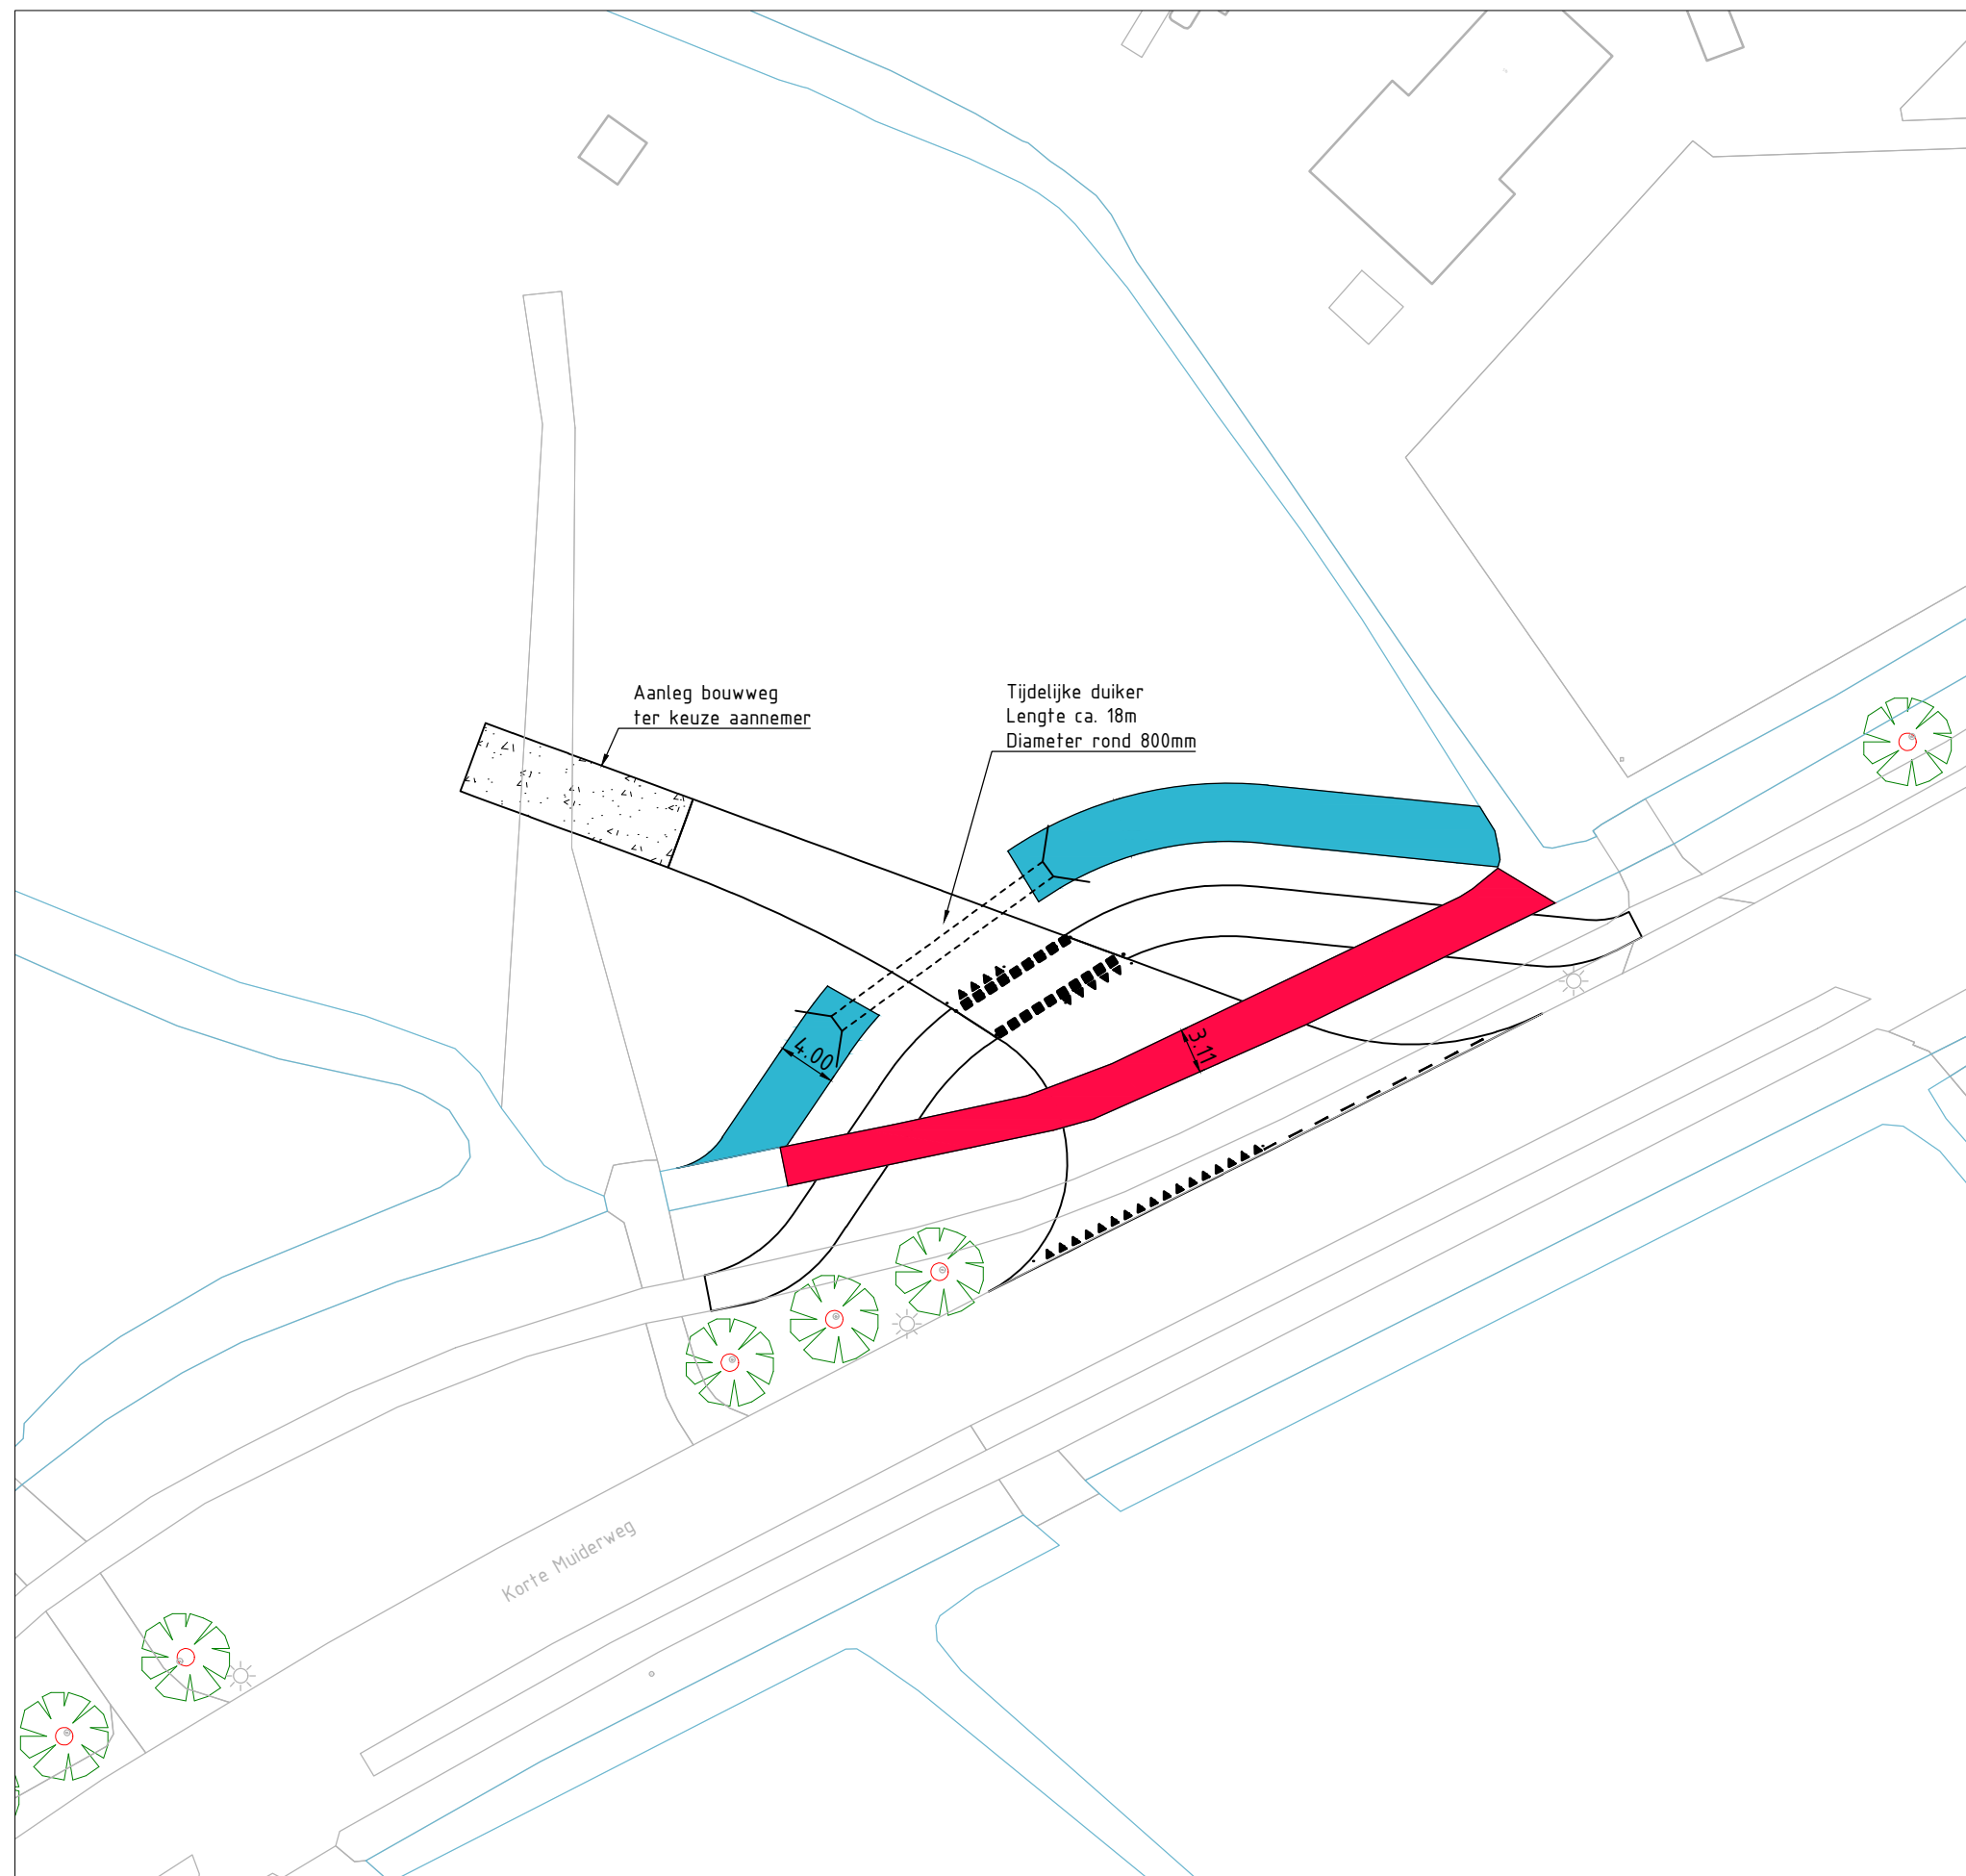 Aanleg bouwweg
ter keuze aannemer
Tijdelijke duiker
Lengte ca. 18m
Diameter rond 800mm
4.00
3.11
Korte Muiderweg